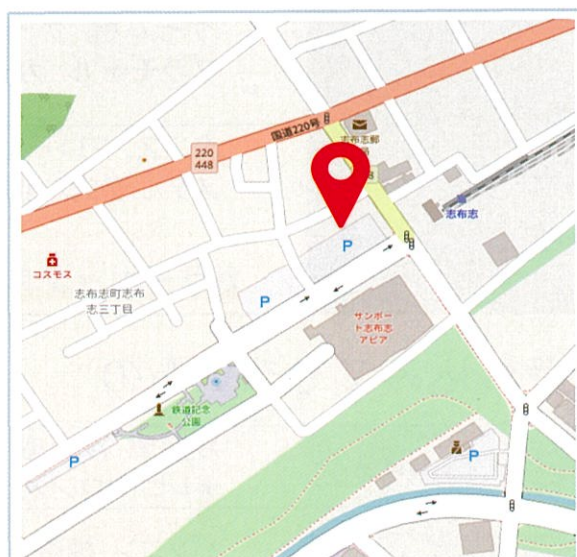 国道220号
志布志郵
220
448
志布志
P
コスモス
志布志町志布
志三丁目
P
サンポー
ト志布志
アピア
鉄道記念
公園
P
P